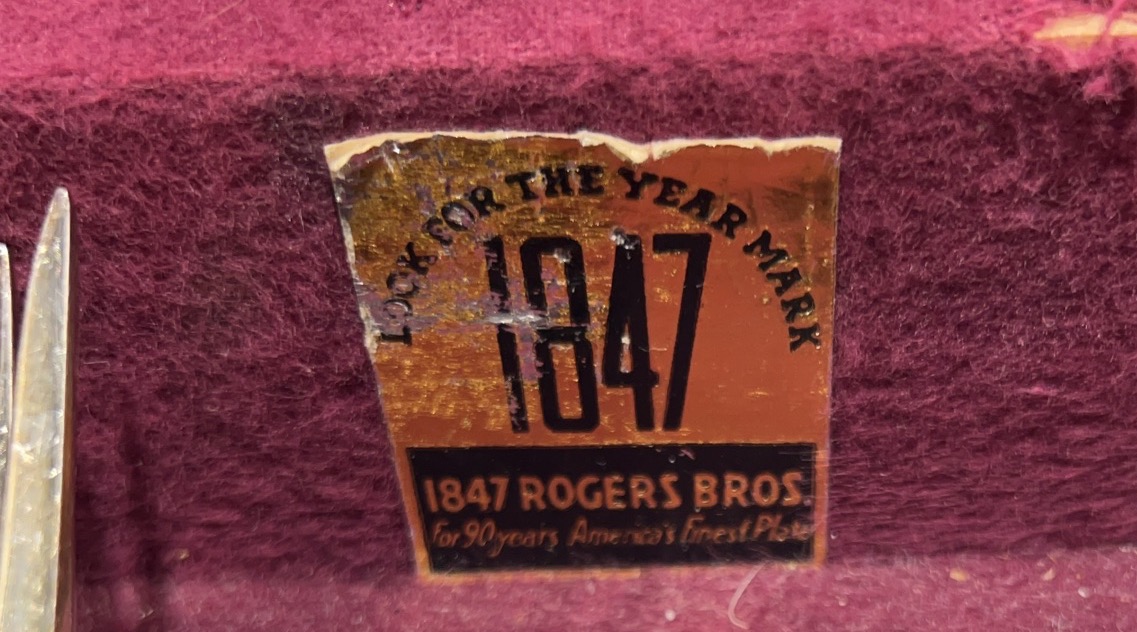 LOOK FOR THE YEAR MARK
1847
1847 ROGERS BROS.
For 90 years America's Finest Plate